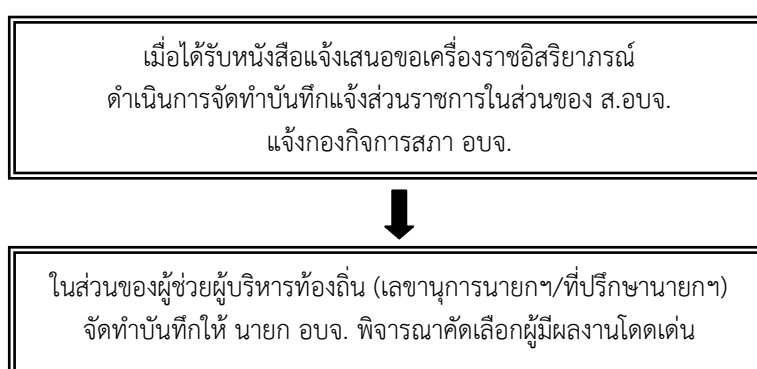 เมื่อได้รับหนังสือแจ้งเสนอขอเครื่องราชอิสริยาภรณ์
ดำเนินการจัดทำบันทึกแจ้งส่วนราชการในส่วนของ ส.อบจ.
แจ้งกองกิจการสภา อบจ.
ในส่วนของผู้ช่วยผู้บริหารท้องถิ่น (เลขานุการนายกฯ/ที่ปรึกษานายกฯ)
จัดทำบันทึกให้ นายก อบจ. พิจารณาคัดเลือกผู้มีผลงานโดดเด่น